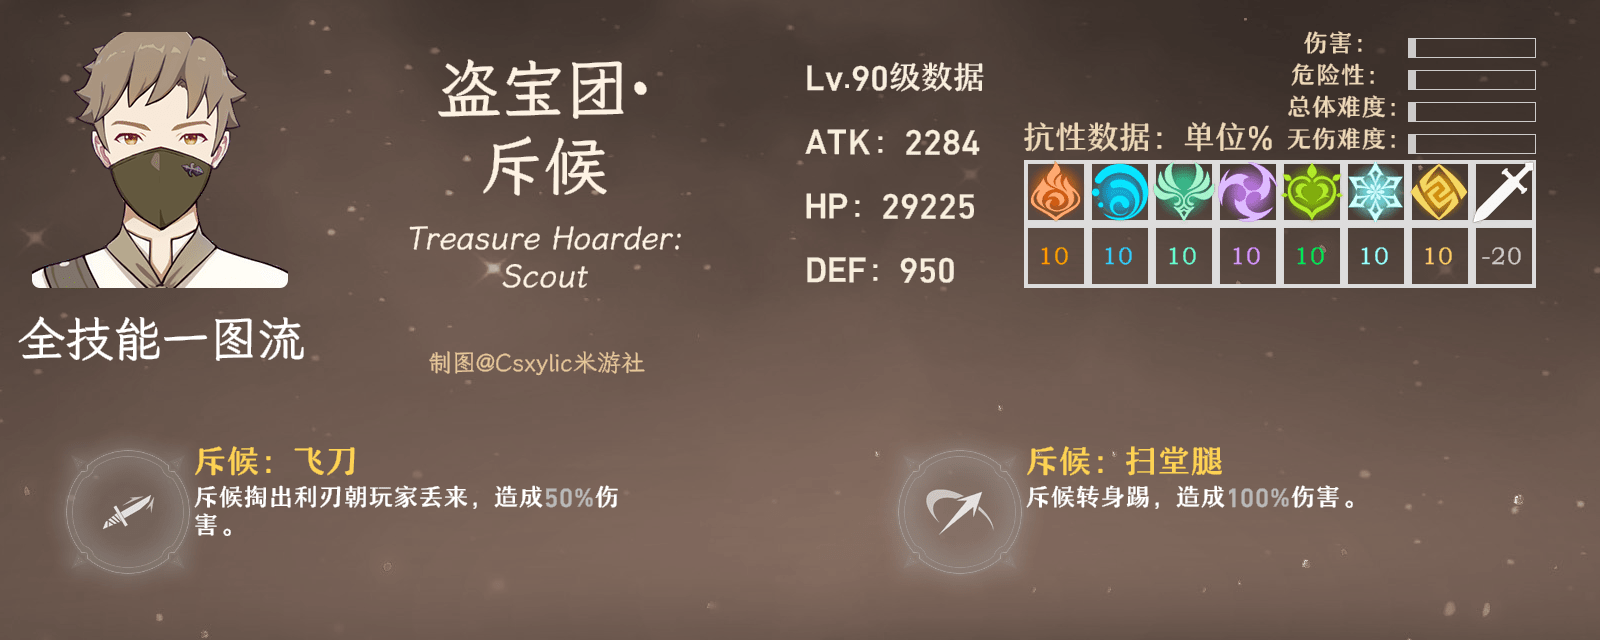 盗宝团·
斥候
Treasure Hoarder:
Scout
全技能一图流
制图@Csxylic米游社
Lv.90级数据
ATK：2284
HP：29225
DEF：950
伤害：
危险性：
总体难度：
无伤难度：
抗性数据：单位%
10 10 10 10 10 10 10 -20
斥候：飞刀
斥候掏出利刃朝玩家丢来，造成50%伤
害。
斥候：扫堂腿
斥候转身踢，造成100%伤害。